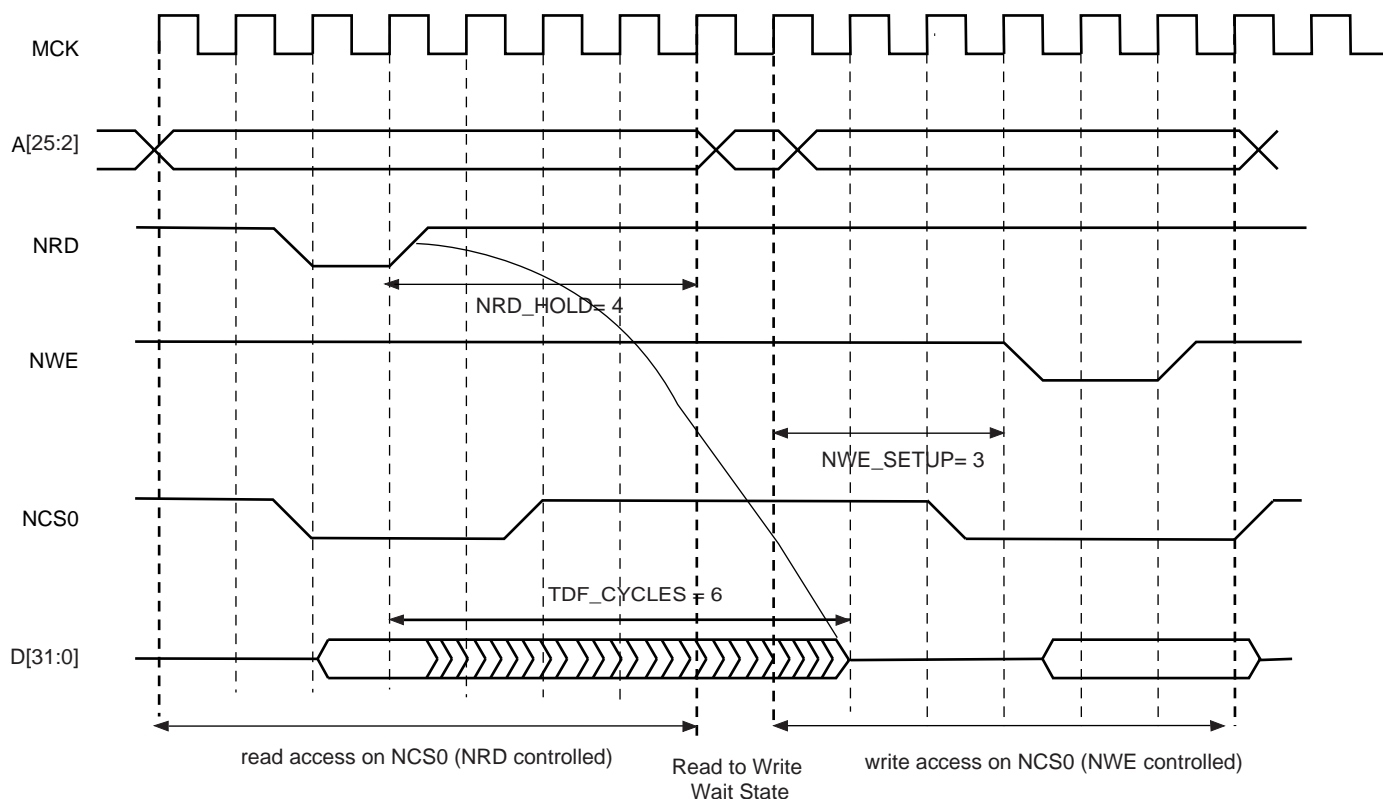 MCK
A[25:2]
NRD
NRD_HOLD= 4
NWE
NWE_SETUP= 3
NCS0
TDF_CYCLES = 6
D[31:0]
read access on NCS0 (NRD controlled)
Read to Write
Wait State
write access on NCS0 (NWE controlled)